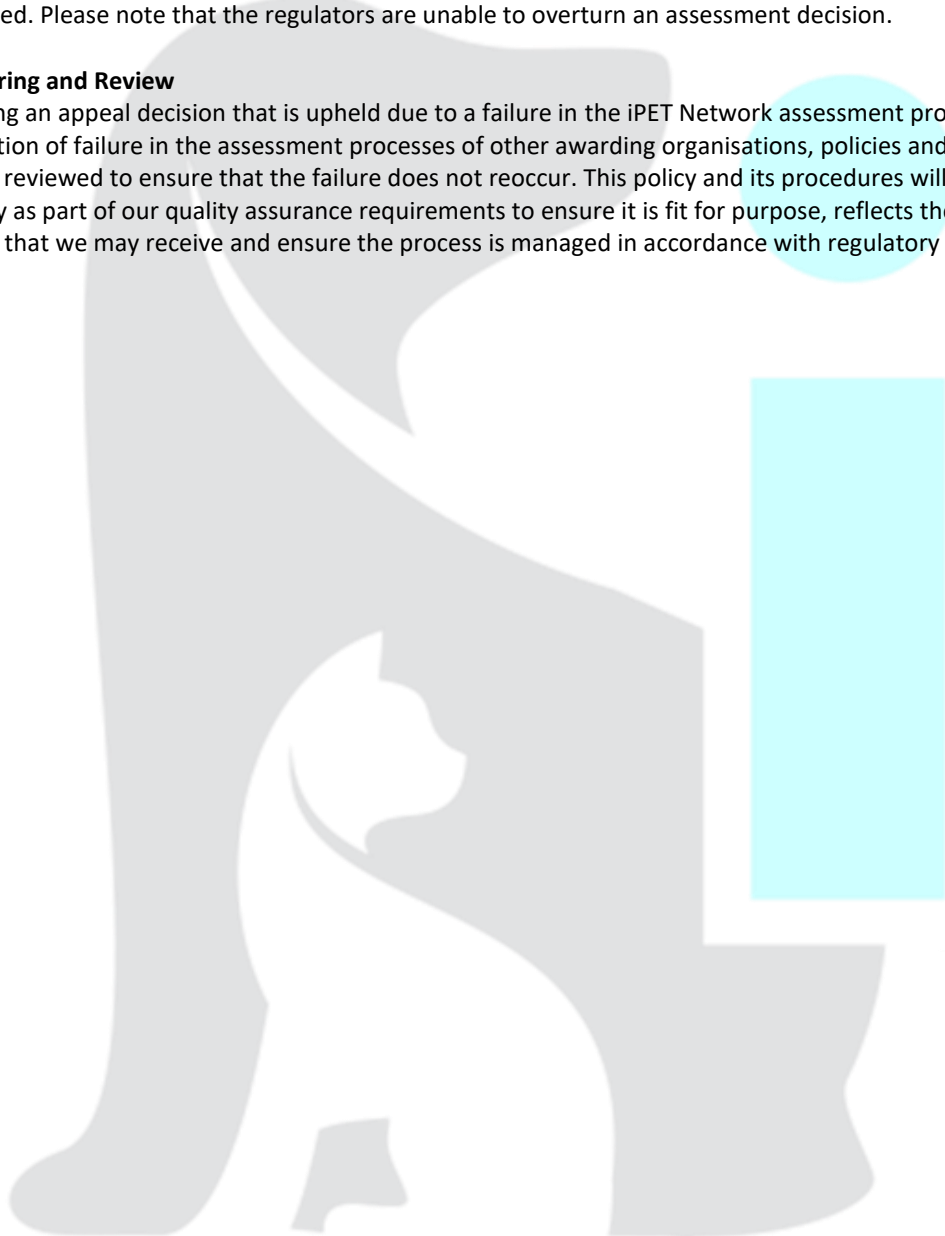 ed. Please note that the regulators are unable to overturn an assessment decision.
ring and Review
ng an appeal decision that is upheld due to a failure in the iPET Network assessment pro
tion of failure in the assessment processes of other awarding organisations, policies and
reviewed to ensure that the failure does not reoccur. This policy and its procedures will
y as part of our quality assurance requirements to ensure it is fit for purpose, reflects the
that we may receive and ensure the process is managed in accordance with regulatory